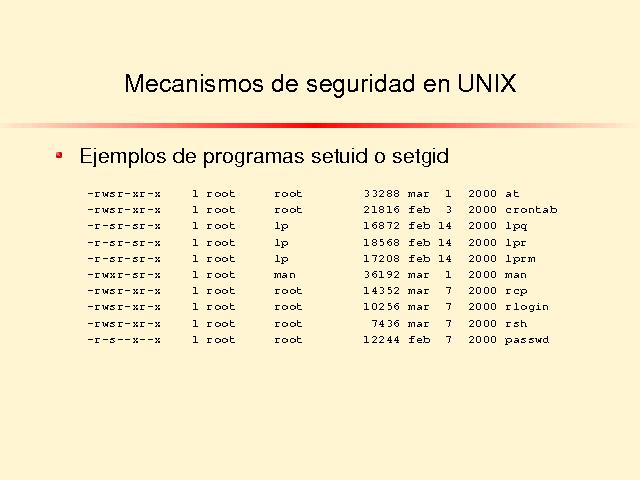 Mecanismos de seguridad en UNIX
Ejemplos de programas setuid o setgid
-rwsr-xr-x 1 root root 33288 mar 1 2000 at
-rwsr-xr-x 1 root root 21816 feb 3 2000 crontab
-r-sr-sr-x 1 root lp 16872 feb 14 2000 lpq
-r-sr-sr-x 1 root lp 18568 feb 14 2000 lpr
-r-sr-sr-x 1 root lp 17208 feb 14 2000 lprm
-rwxr-sr-x 1 root man 36192 mar 1 2000 man
-rwsr-xr-x 1 root root 14352 mar 7 2000 rcp
-rwsr-xr-x 1 root root 10256 mar 7 2000 rlogin
-rwsr-xr-x 1 root root 7436 mar 7 2000 rsh
-r-s--x--x 1 root root 12244 feb 7 2000 passwd